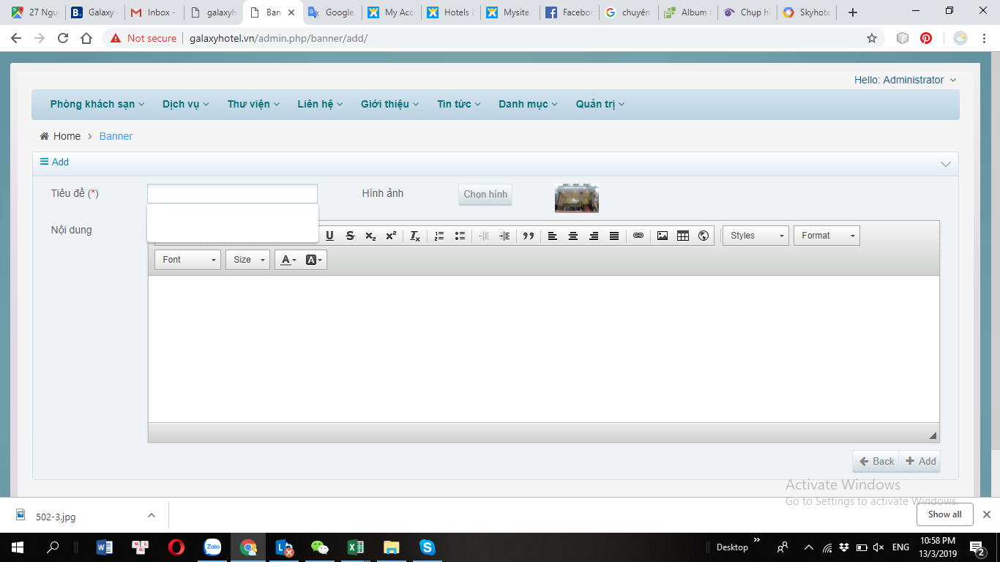 27 Ngu
Galaxy
Inbox -
galaxyh
Ban
Google
My Acc
Hotels &
Mysite
Faceboo
chuyên
Album a
Chup h
Skyhote
Not secure
galaxyhotel.vn/admin.php/banner/add/
Hello: Administrator
Phòng khách sạn
Dịch vụ
Thư viện
Liên hệ
Giới thiệu
Tin tức
Danh mục
Quản trị
Home > Banner
Add
Tiêu đề (*)
Hình ảnh
Chọn hình
Nội dung
Styles
Format
Font
Size
Back
Add
Activate Windows
Go to Settings to activate Windows.
502-3.jpg
Show all
Desktop
ENG
10:58 PM
13/3/2019
2